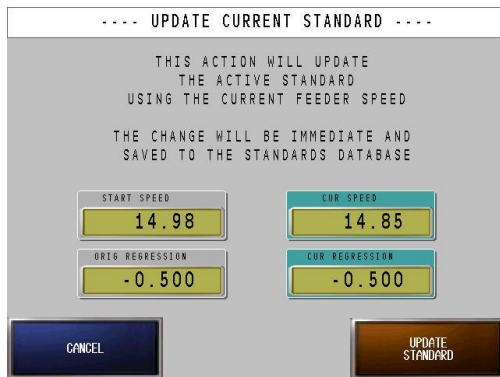 ---- UPDATE CURRENT STANDARD ----
THIS ACTION WILL UPDATE
THE ACTIVE STANDARD
USING THE CURRENT FEEDER SPEED
THE CHANGE WILL BE IMMEDIATE AND
SAVED TO THE STANDARDS DATABASE
START SPEED
14.98
CUR SPEED
14.85
ORIG REGRESSION
-0.500
CUR REGRESSION
-0.500
CANCEL
UPDATE
STANDARD